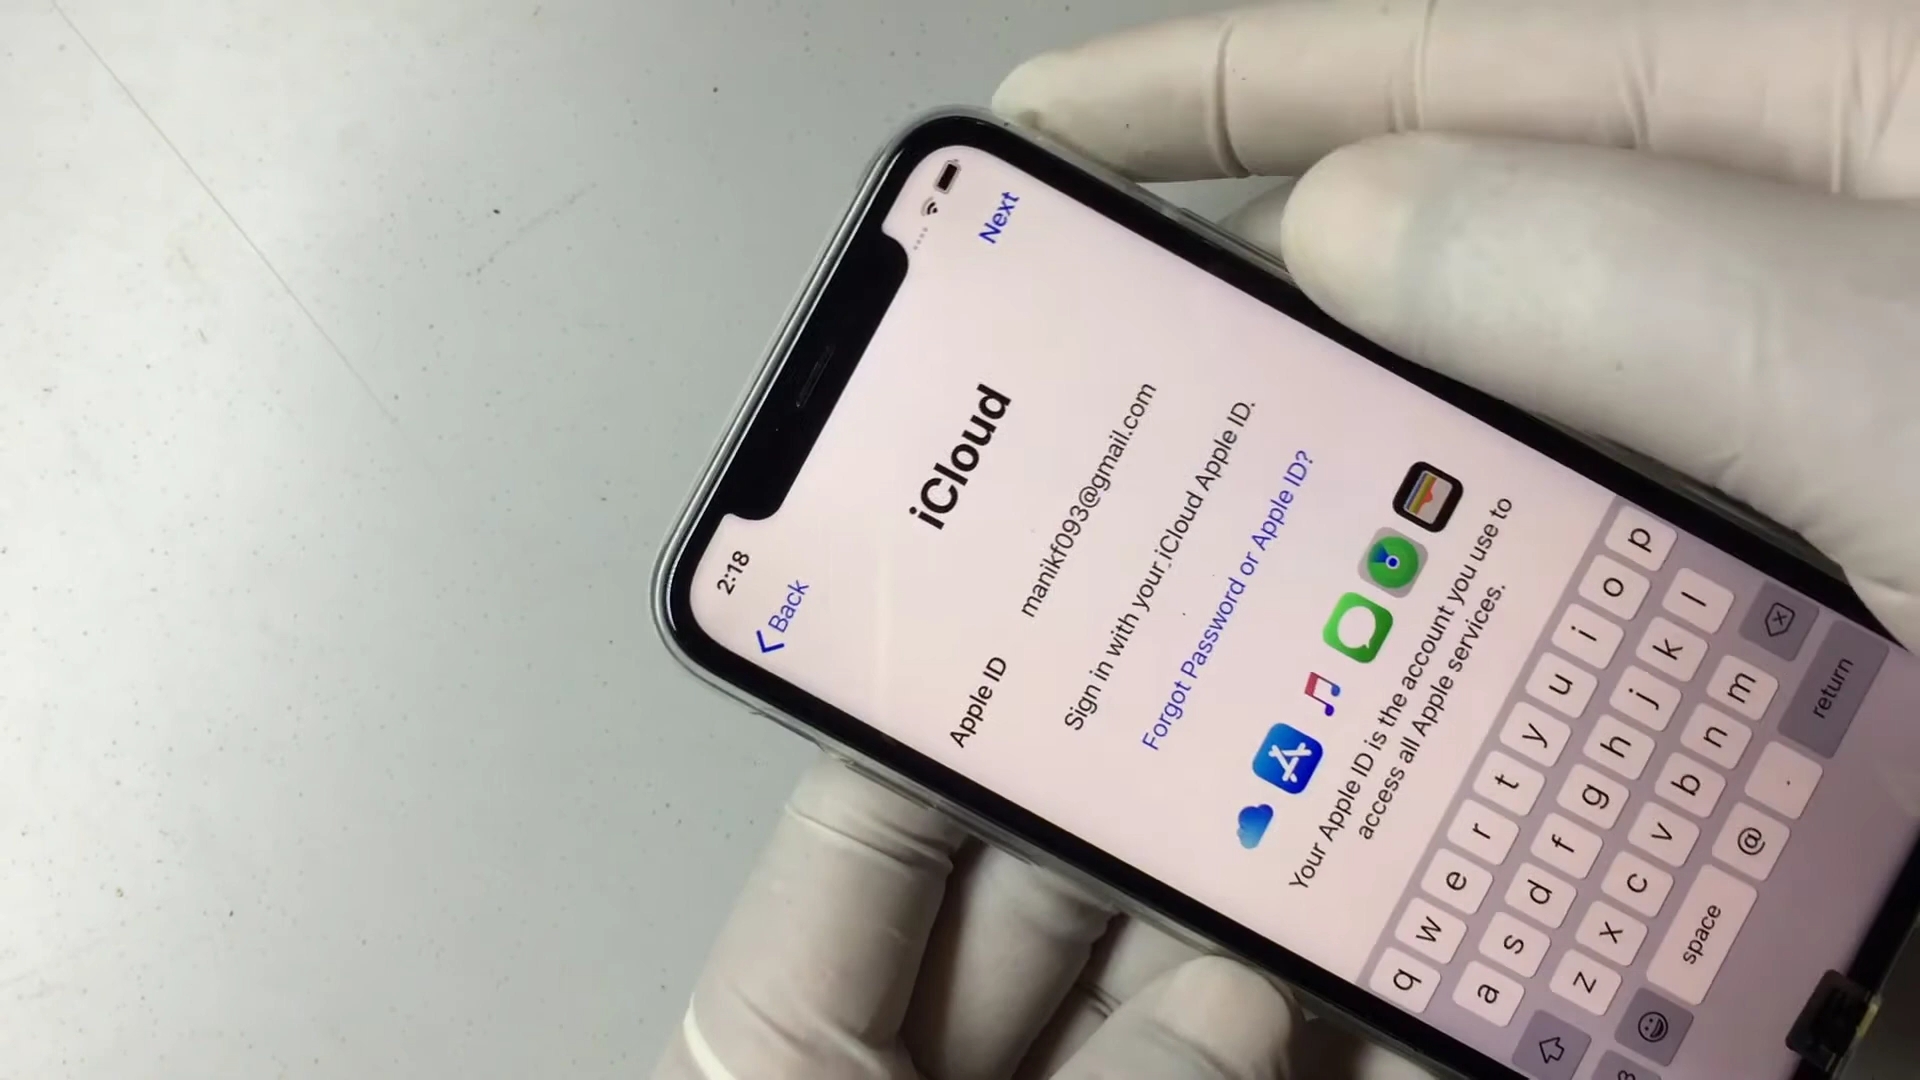 2:18
Back
Next
iCloud
Apple ID manikf093@gmail.com
Sign in with your iCloud Apple ID.
Forgot Password or Apple ID?
Your Apple ID is the account you use to
access all Apple services.
q w e r t y u i o p
a s d f g h j k l
z x c v b n m
space @ . return